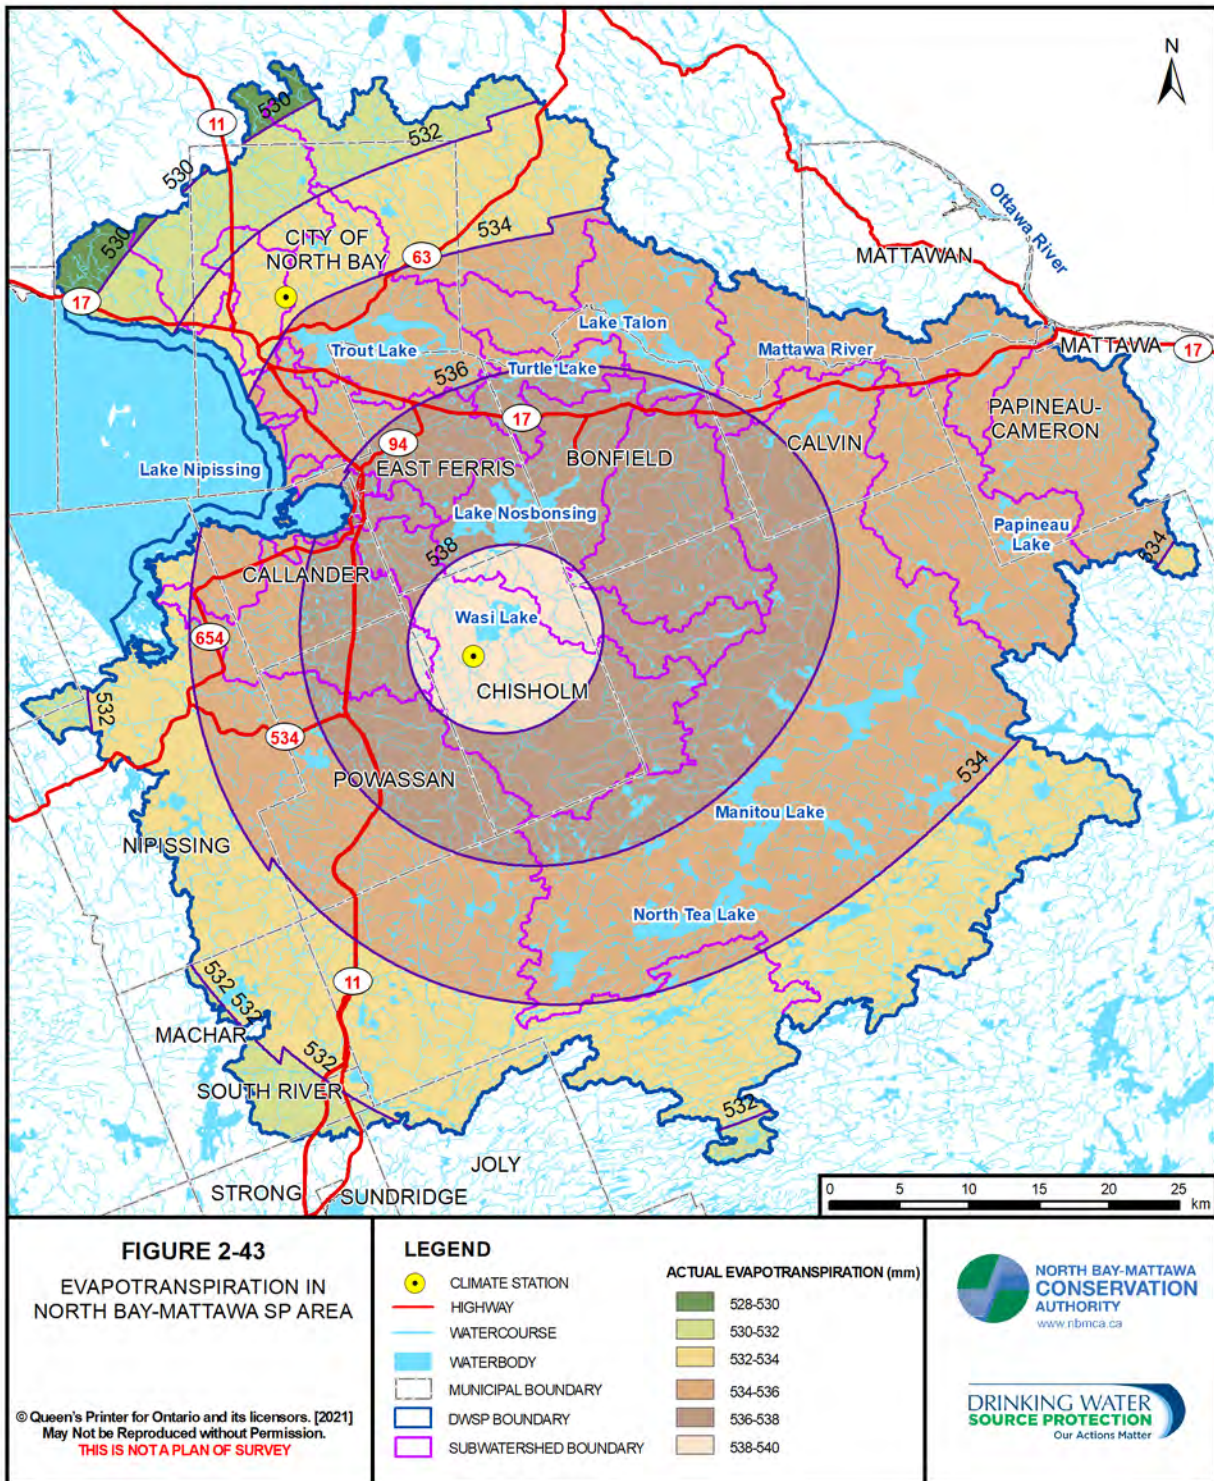 N
11
530
532
530
530
534
CITY OF
NORTH BAY
63
17
Ottawa River
MATTAWAN
Lake Talon
Trout Lake
Mattawa River
MATTAWA
17
536
Turtle Lake
17
94
EAST FERRIS
BONFIELD
CALVIN
PAPINEAU-
CAMERON
Lake Nipissing
Lake Nosbonsing
Papineau
Lake
534
538
CALLANDER
Wasi Lake
654
CHISHOLM
532
534
534
POWASSAN
Manitou Lake
NIPISSING
North Tea Lake
532
532
11
MACHAR
532
SOUTH RIVER
532
JOLY
STRONG
SUNDRIDGE
0 5 10 15 20 25
km
FIGURE 2-43
EVAPOTRANSPIRATION IN
NORTH BAY-MATTAWA SP AREA
© Queen's Printer for Ontario and its licensors. [2021]
May Not be Reproduced without Permission.
THIS IS NOT A PLAN OF SURVEY
LEGEND
CLIMATE STATION
HIGHWAY
WATERCOURSE
WATERBODY
MUNICIPAL BOUNDARY
DWSP BOUNDARY
SUBWATERSHED BOUNDARY
ACTUAL EVAPOTRANSPIRATION (mm)
528-530
530-532
532-534
534-536
536-538
538-540
NORTH BAY-MATTAWA
CONSERVATION
AUTHORITY
www.nbmca.ca
DRINKING WATER
SOURCE PROTECTION
Our Actions Matter